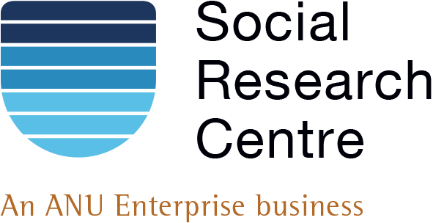 Social
Research
Centre
An ANU Enterprise business